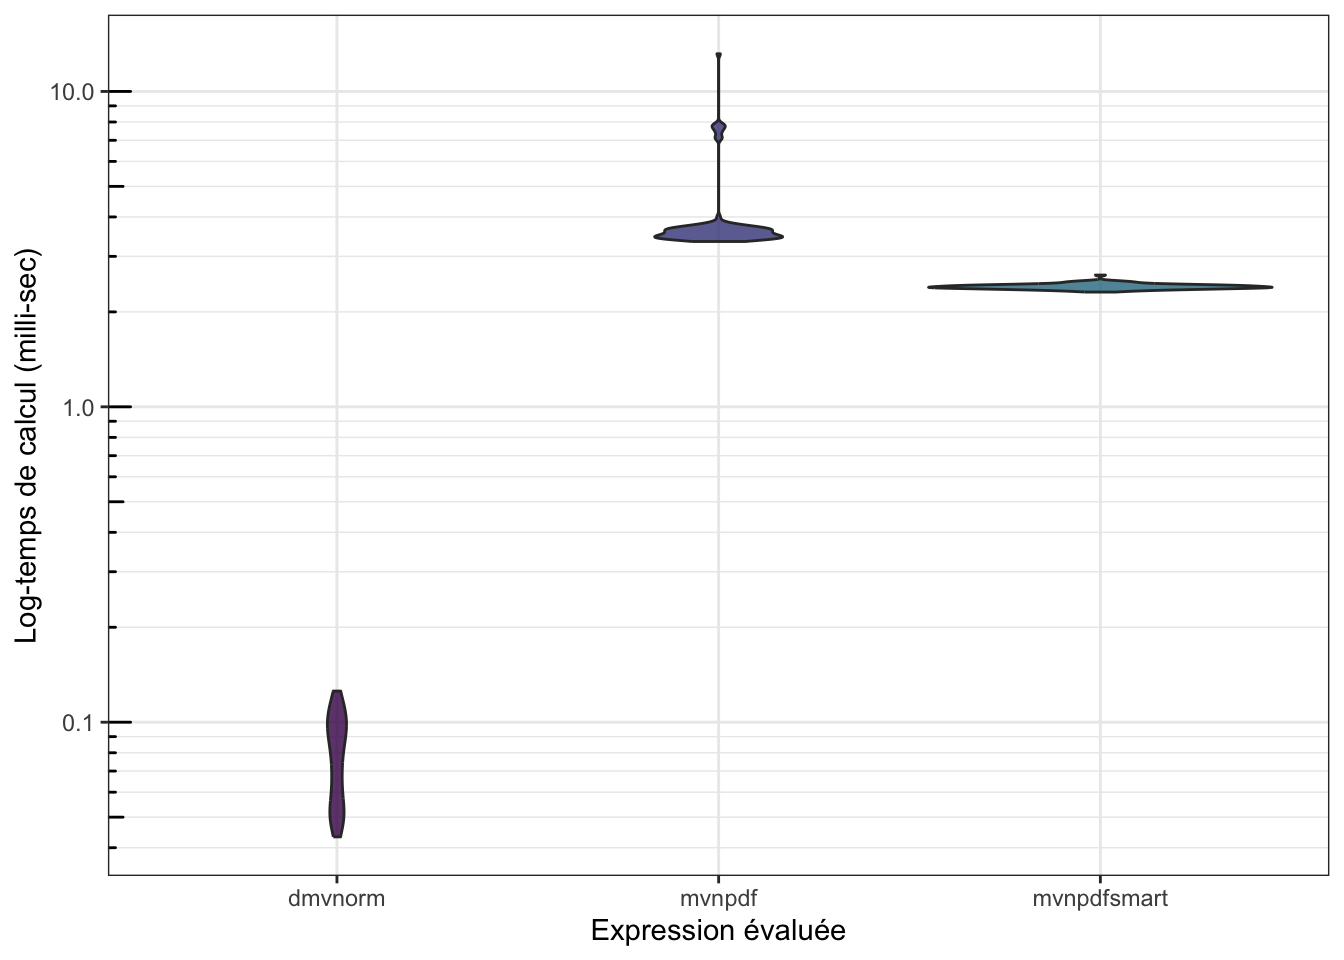 Log-temps de calcul (milli-sec)
10.0
1.0
0.1
dmvnorm mvnpdf mvnpdfsmart
Expression évaluée